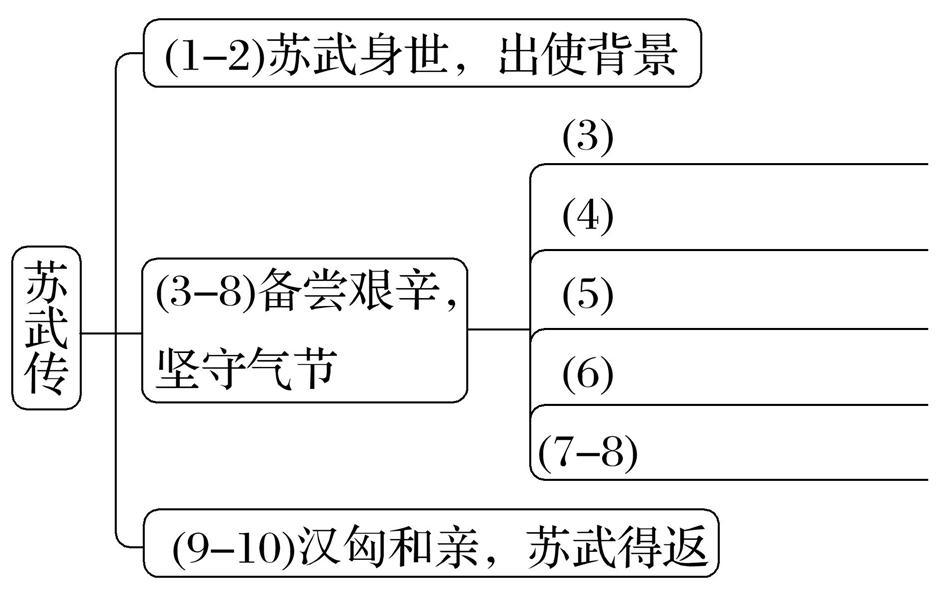 苏武传
(1-2)苏武身世，出使背景
(3-8)备尝艰辛，
坚守气节
(3)
(4)
(5)
(6)
(7-8)
(9-10)汉匈和亲，苏武得返